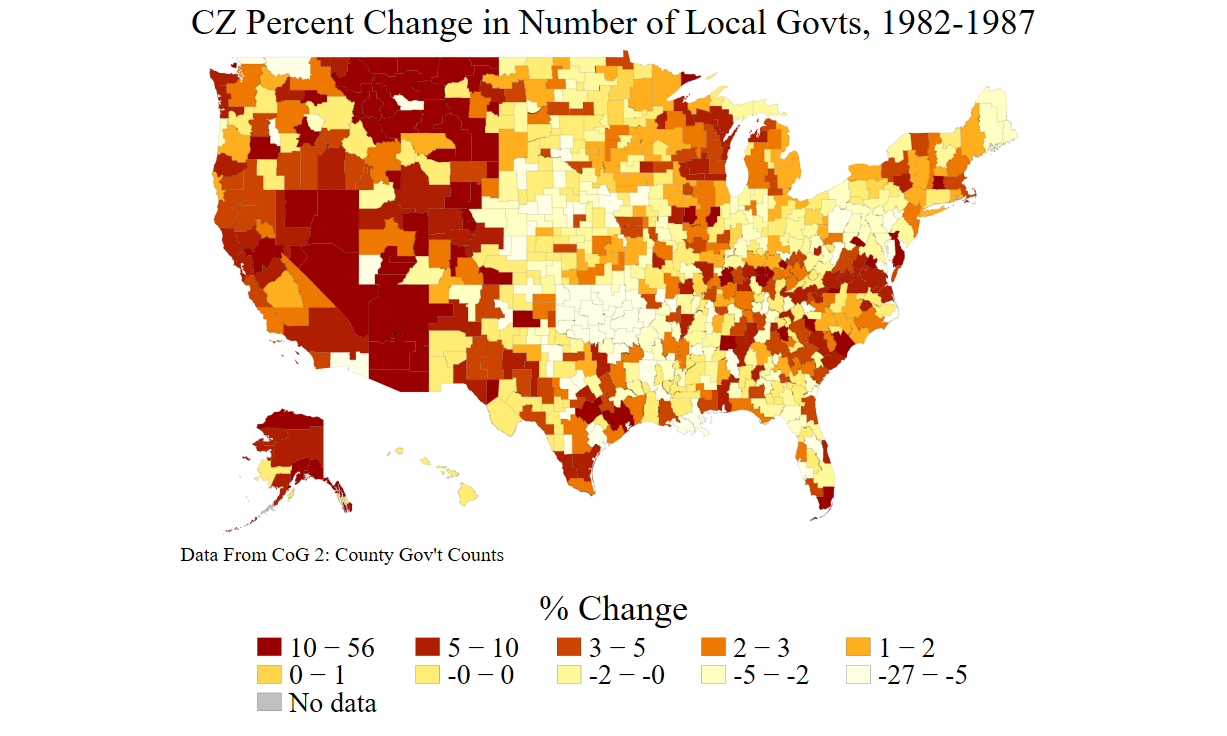 CZ Percent Change in Number of Local Govts, 1982-1987
Data From CoG 2: County Gov't Counts
% Change
10 − 56 5 − 10 3 − 5 2 − 3 1 − 2
0 − 1 -0 − 0 -2 − -0 -5 − -2 -27 − -5
No data